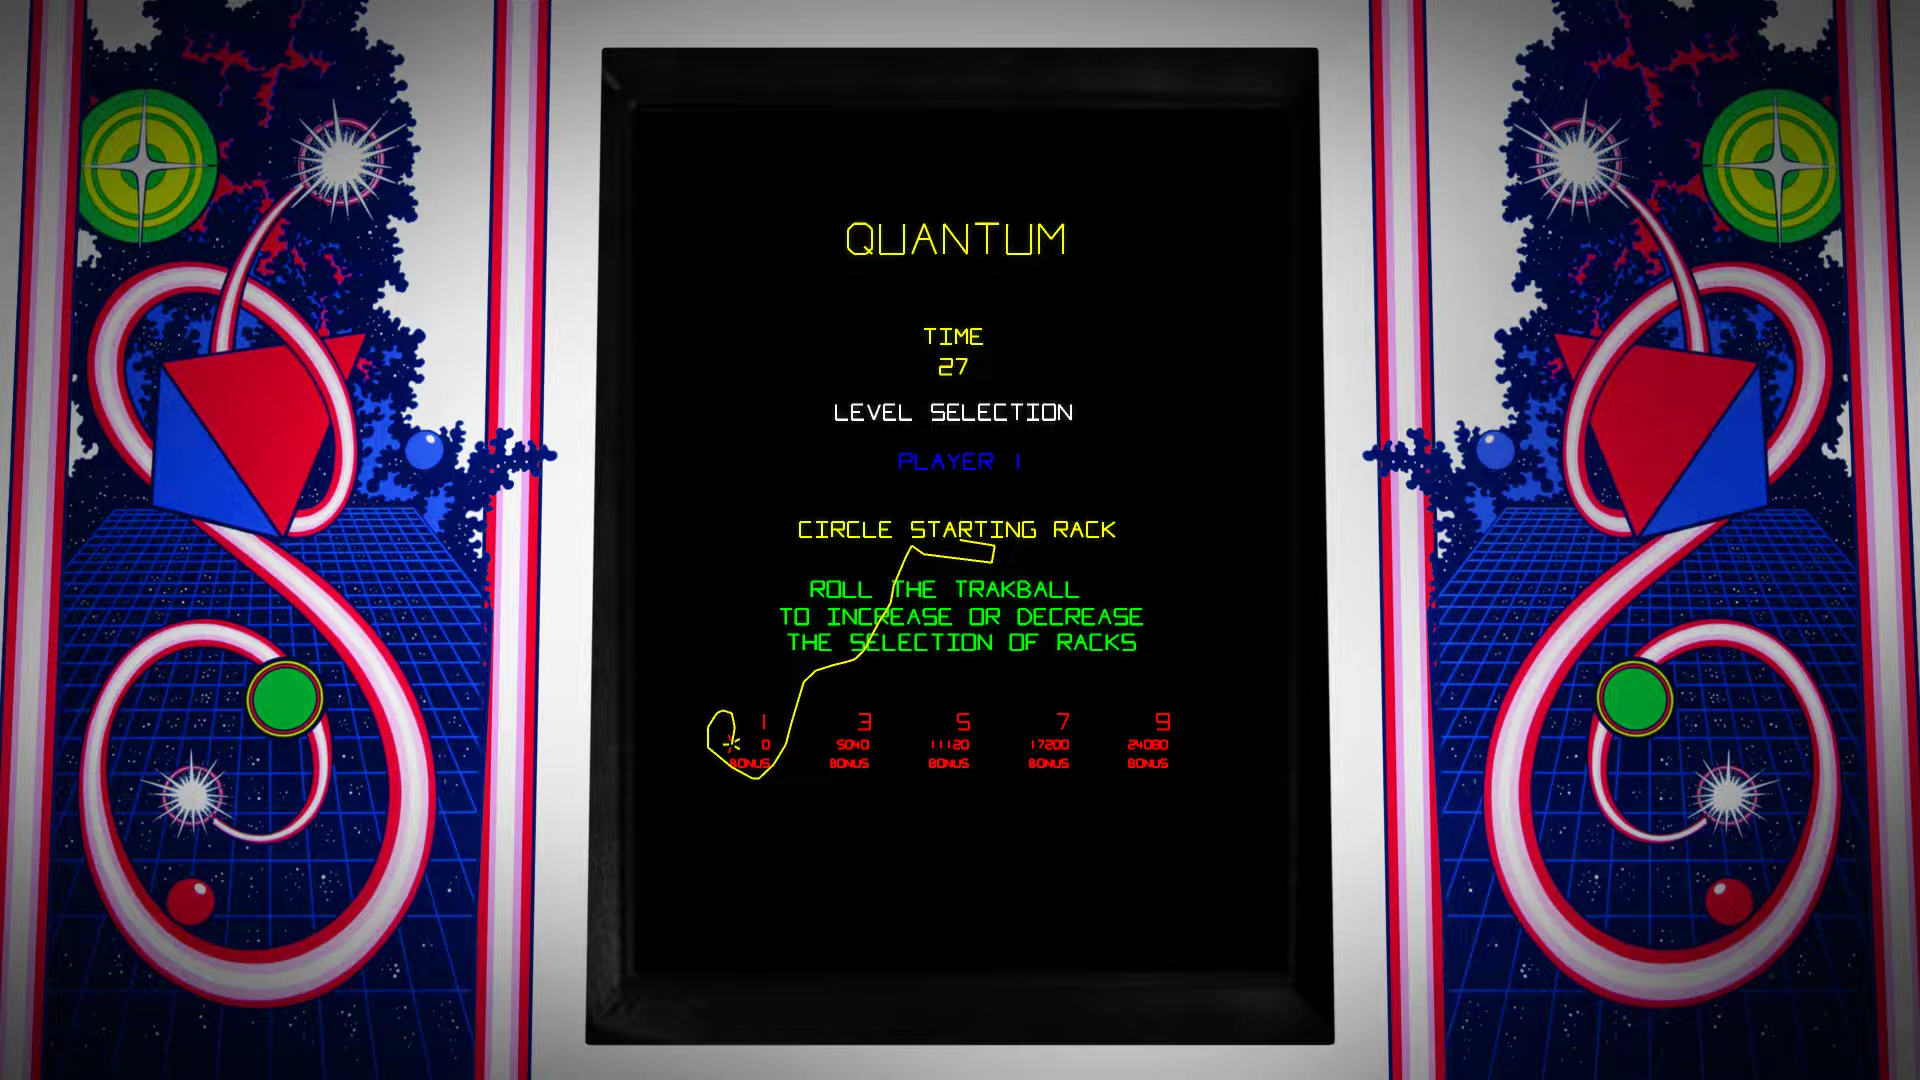 QUANTUM
TIME
27
LEVEL SELECTION
PLAYER 1
CIRCLE STARTING RACK
ROLL THE TRAKBALL
TO INCREASE OR DECREASE
THE SELECTION OF RACKS
1 3 5 7 9
0 5040 11120 17200 24080
BONUS BONUS BONUS BONUS BONUS